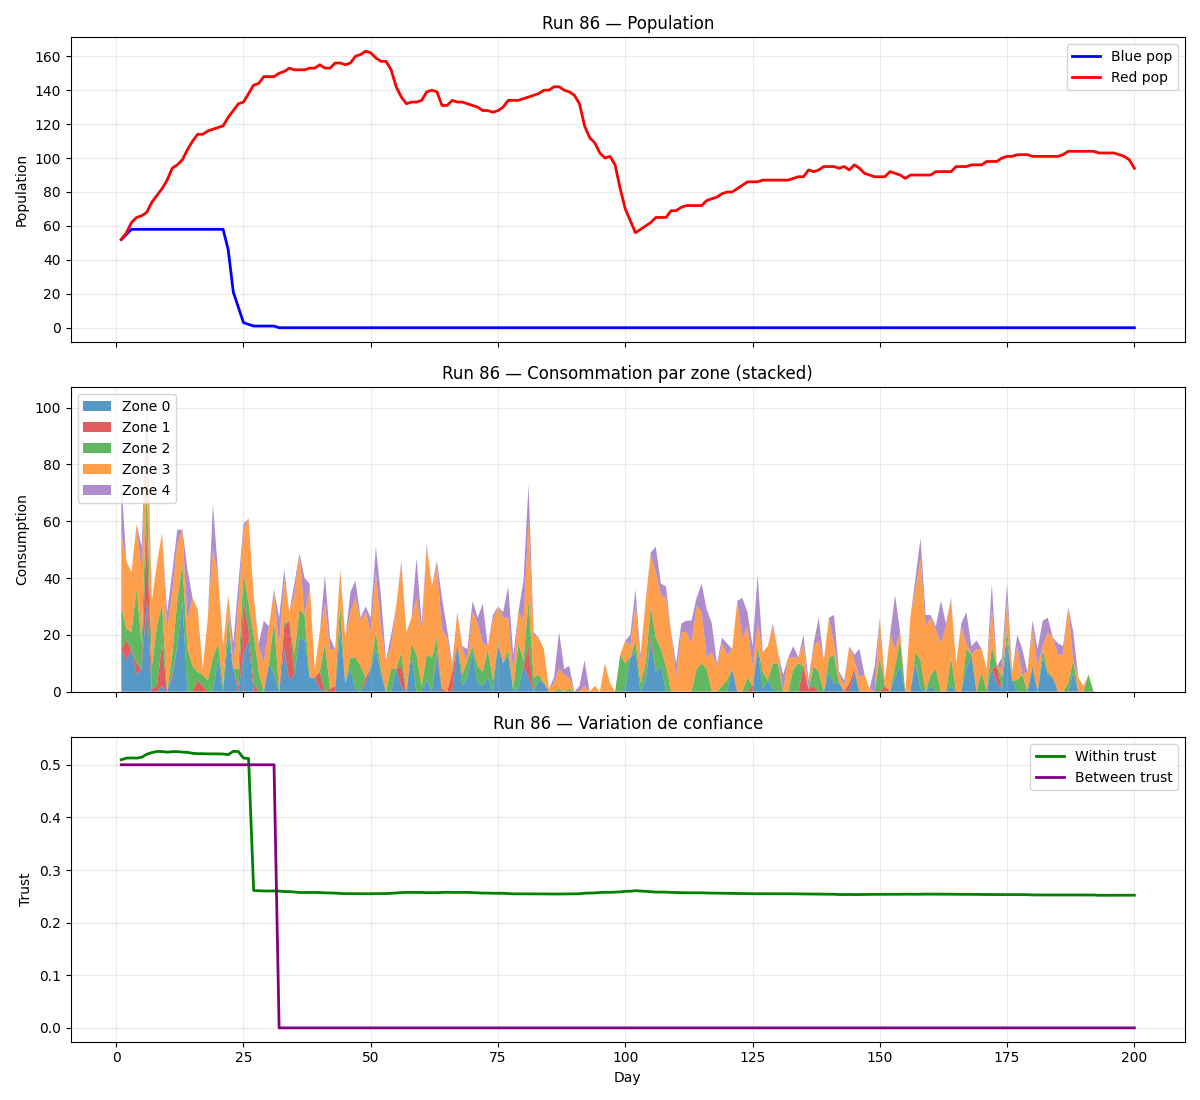 Run 86 — Population
160
140
120
100
80
60
40
20
0
Population
Blue pop
Red pop
Run 86 — Consommation par zone (stacked)
100
80
60
40
20
0
Consumption
Zone 0
Zone 1
Zone 2
Zone 3
Zone 4
Run 86 — Variation de confiance
0.5
0.4
0.3
0.2
0.1
0.0
Trust
Within trust
Between trust
0 25 50 75 100 125 150 175 200
Day